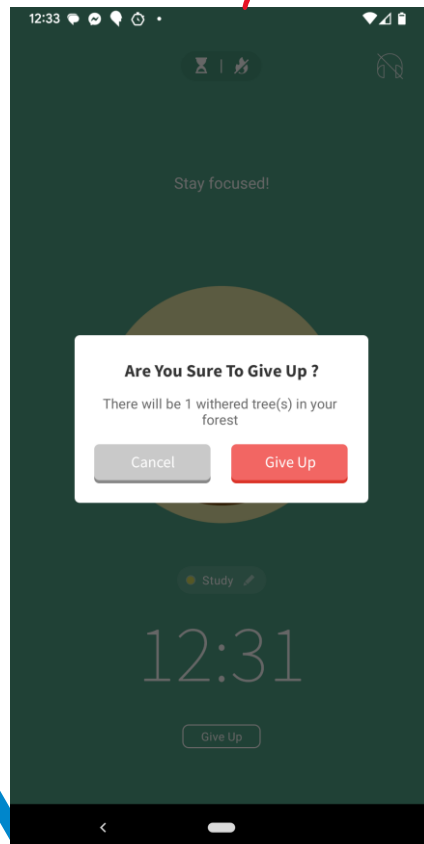 12:33
Stay focused!
Are You Sure To Give Up ?
There will be 1 withered tree(s) in your
forest
Cancel
Give Up
Study
12:31
Give Up